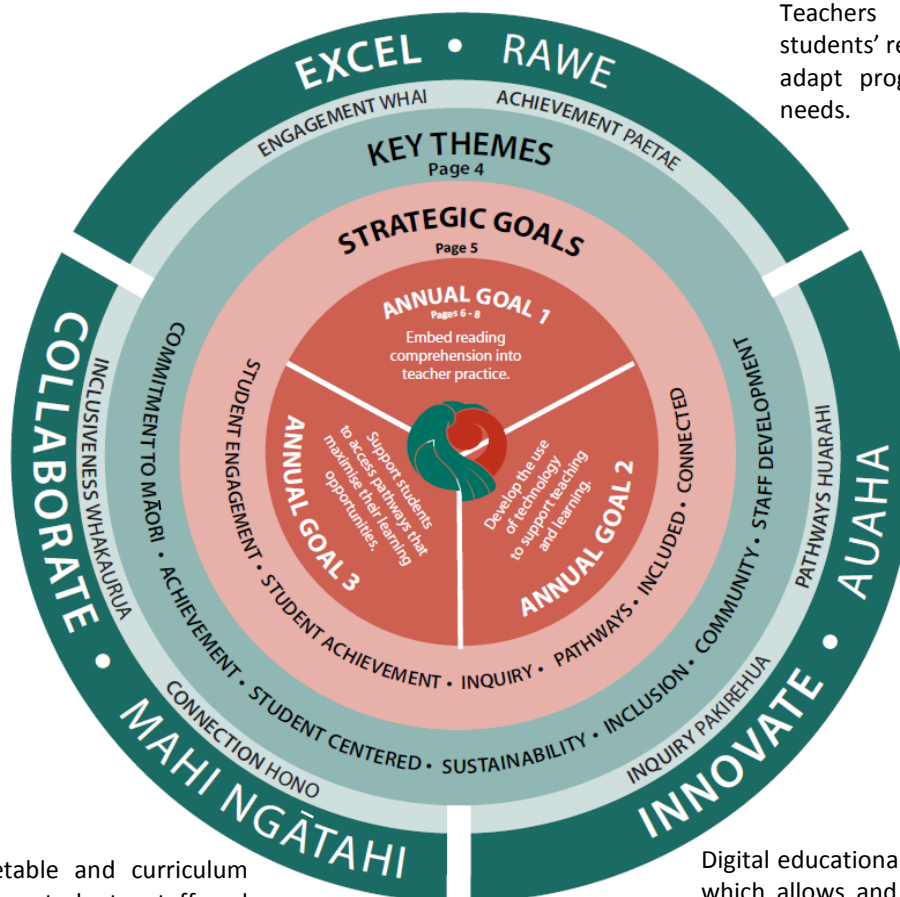 Teachers
students’
adapt
needs.
EXCEL • RAWE
ENGAGEMENT WHAI
ACHIEVEMENT PAETAE
KEY THEMES
Page 4
STRATEGIC GOALS
Page 5
ANNUAL GOAL 1
Pages 6 - 8
Embed reading
comprehension into
teacher practice.
ANNUAL GOAL 2
Develop the use
of technology
to support teaching
and learning.
ANNUAL GOAL 3
Support students
to access pathways that
maximise their learning
opportunities.
STUDENT ENGAGEMENT • STUDENT ACHIEVEMENT • INQUIRY • PATHWAYS • INCLUDED • CONNECTED
COMMITMENT TO MĀORI • ACHIEVEMENT • STUDENT CENTERED • SUSTAINABILITY • INCLUSION • COMMUNITY • STAFF DEVELOPMENT
INCLUSIVENESS WHAKAURUA
CONNECTION HONO
INQUIRY PAKIREHUA
PATHWAYS HUARAHI
COLLABORATE • MAHI NGĀTAHI
INNOVATE • AUAHA
and curriculum
Digital educational
which allows and